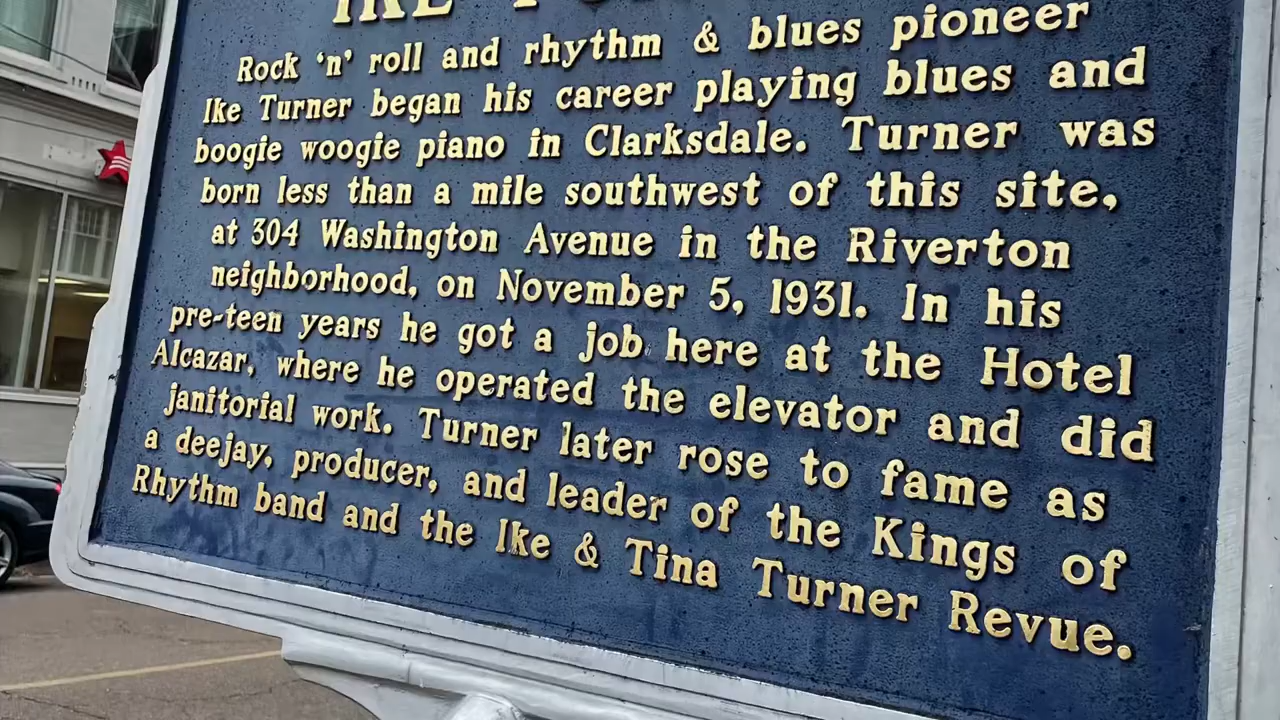 IKE
Rock ‘n’ roll and rhythm & blues pioneer
Ike Turner began his career playing blues and
boogie woogie piano in Clarksdale. Turner was
born less than a mile southwest of this site,
at 304 Washington Avenue in the Riverton
neighborhood, on November 5, 1931. In his
pre-teen years he got a job here at the Hotel
Alcazar, where he operated the elevator and did
janitorial work. Turner later rose to fame as
a deejay, producer, and leader of the Kings of
Rhythm band and the Ike & Tina Turner Revue.